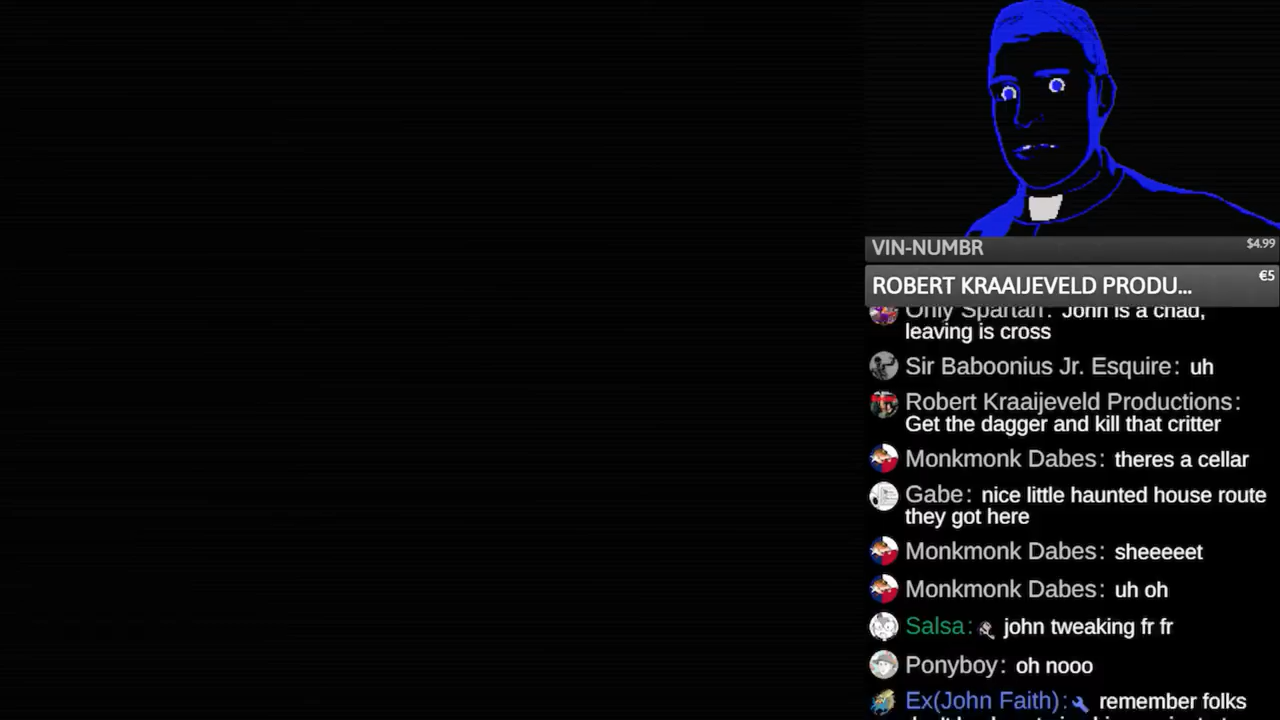 VIN-NUMBR $4.99
ROBERT KRAAIJEVELD PRODU... €5
Only Spartan: John is a chad,
leaving is cross
Sir Baboonius Jr. Esquire: uh
Robert Kraaijeveld Productions:
Get the dagger and kill that critter
Monkmonk Dabes: theres a cellar
Gabe: nice little haunted house route
they got here
Monkmonk Dabes: sheeeeet
Monkmonk Dabes: uh oh
Salsa: john tweaking fr fr
Ponyboy: oh nooo
Ex(John Faith): remember folks